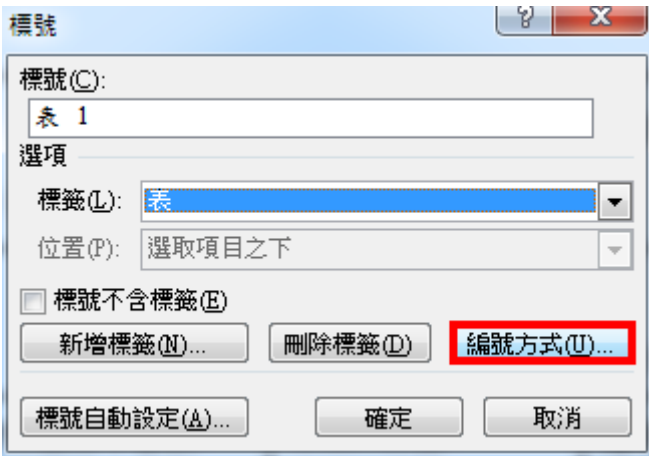 標號
標號(C):
表 1
選項
標籤(L): 表
位置(P): 選取項目之下
標號不含標籤(E)
新增標籤(N)... 刪除標籤(D) 編號方式(U)...
標號自動設定(A)... 確定 取消